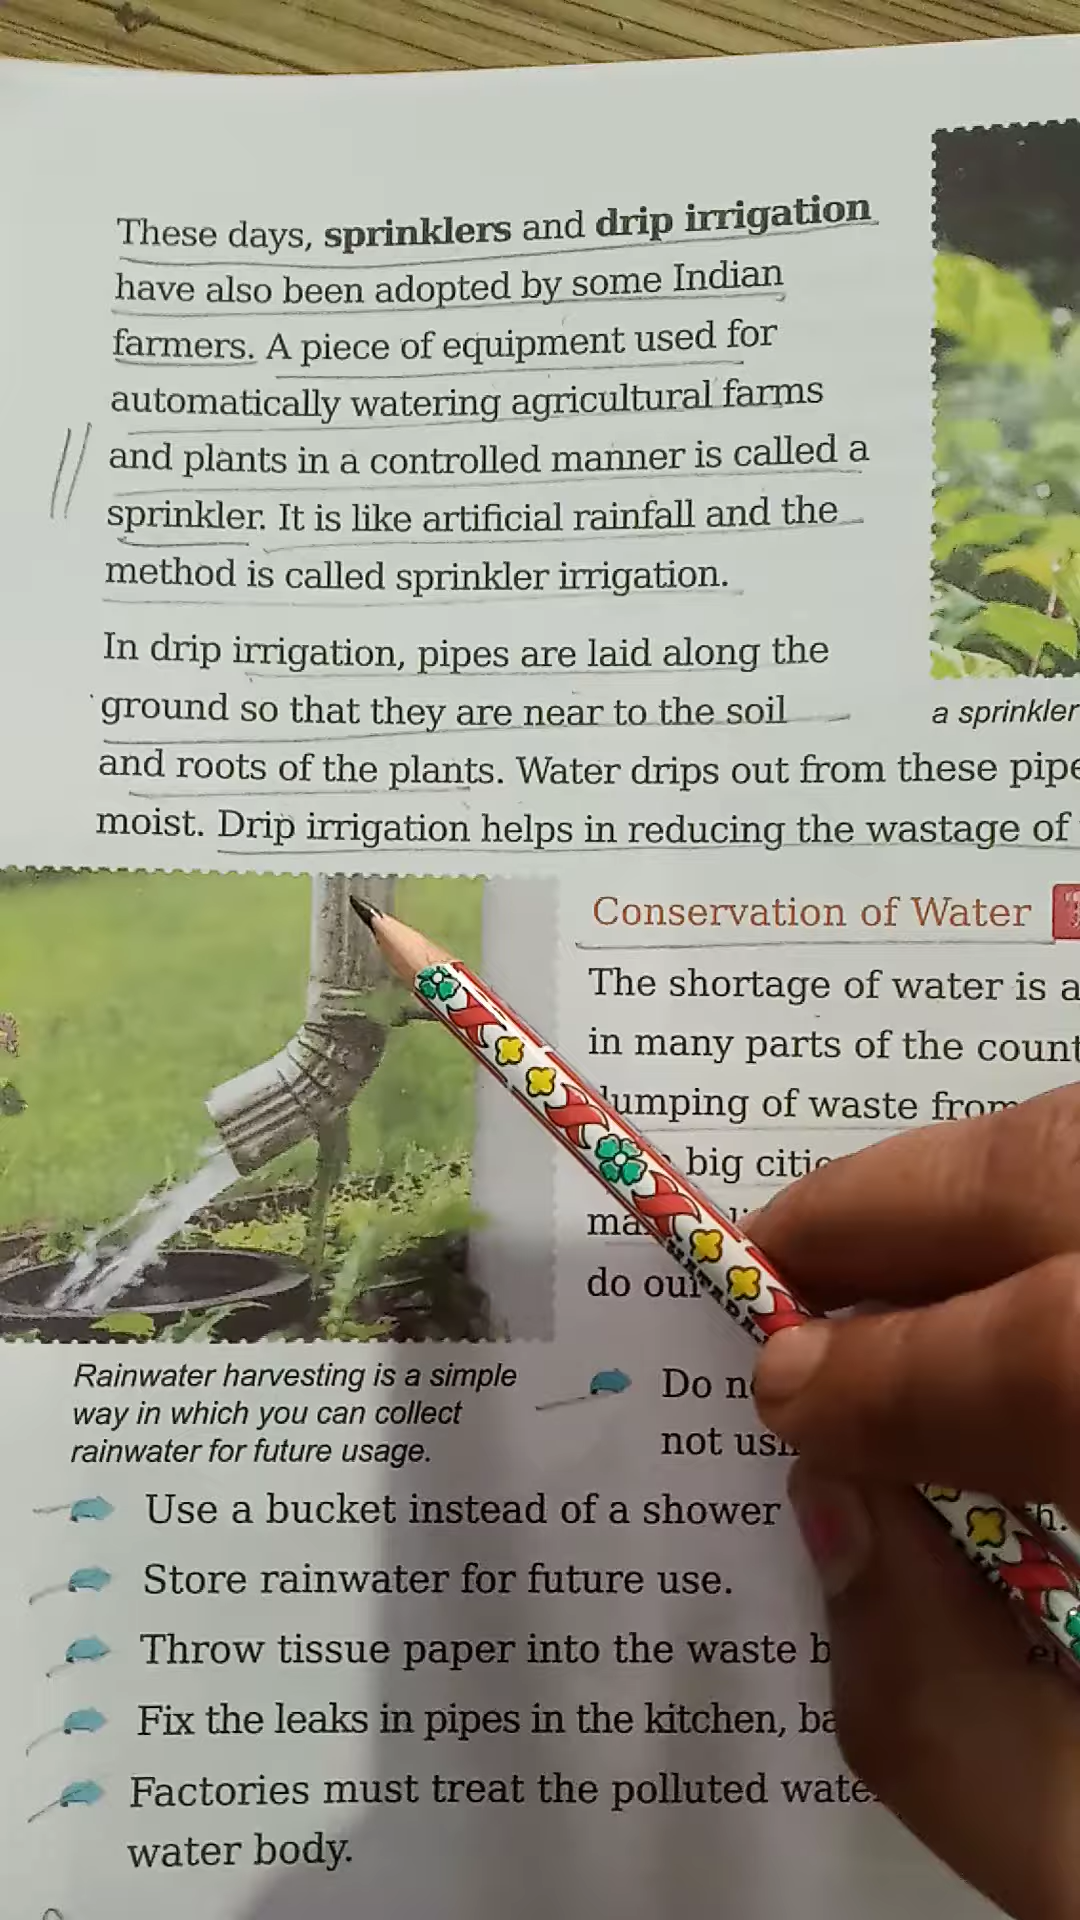 These days, sprinklers and drip irrigation
have also been adopted by some Indian
farmers. A piece of equipment used for
automatically watering agricultural farms
and plants in a controlled manner is called a
sprinkler. It is like artificial rainfall and the
method is called sprinkler irrigation.
In drip irrigation, pipes are laid along the
ground so that they are near to the soil
and roots of the plants. Water drips out from these
moist. Drip irrigation helps in reducing the wastage of
a sprinkler
Conservation of Water
The shortage of water is a
in many parts of the
of waste from
big
do our
Do
not
Rainwater harvesting is a simple
way in which you can collect
rainwater for future usage.
Use a bucket instead of a shower
Store rainwater for future use.
Throw tissue paper into the waste
Fix the leaks in pipes in the kitchen,
Factories must treat the polluted
water body.